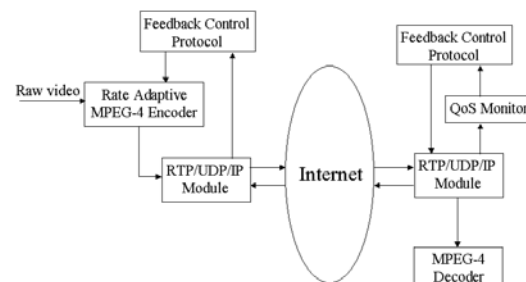 Feedback Control
Protocol
Raw video
Rate Adaptive
MPEG-4 Encoder
RTP/UDP/IP
Module
Internet
Feedback Control
Protocol
QoS Monitor
RTP/UDP/IP
Module
MPEG-4
Decoder